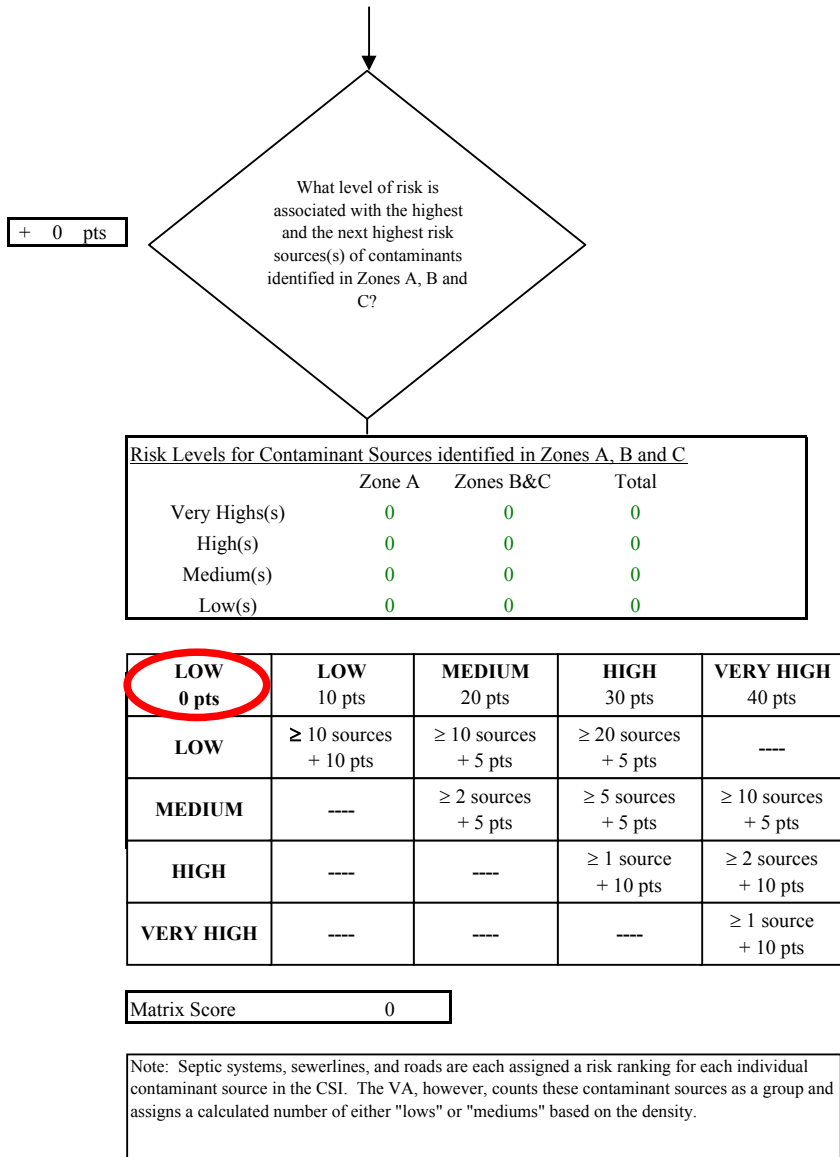 What level of risk is
associated with the highest
and the next highest risk
sources(s) of contaminants
identified in Zones A, B and
C?
+ 0 pts
Risk Levels for Contaminant Sources identified in Zones A, B and C
Zone A Zones B&C Total
Very Highs(s) 0 0 0
High(s) 0 0 0
Medium(s) 0 0 0
Low(s) 0 0 0
LOW LOW MEDIUM HIGH VERY HIGH
0 pts 10 pts 20 pts 30 pts 40 pts
LOW ≥ 10 sources ≥ 10 sources ≥ 20 sources ----
+ 10 pts + 5 pts + 5 pts
MEDIUM ---- ≥ 2 sources ≥ 5 sources ≥ 10 sources
+ 5 pts + 5 pts + 5 pts
HIGH ---- ---- ≥ 1 source ≥ 2 sources
+ 10 pts + 10 pts
VERY HIGH ---- ---- ---- ≥ 1 source
+ 10 pts
Matrix Score 0
Note: Septic systems, sewerlines, and roads are each assigned a risk ranking for each individual
contaminant source in the CSI. The VA, however, counts these contaminant sources as a group and
assigns a calculated number of either "lows" or "mediums" based on the density.